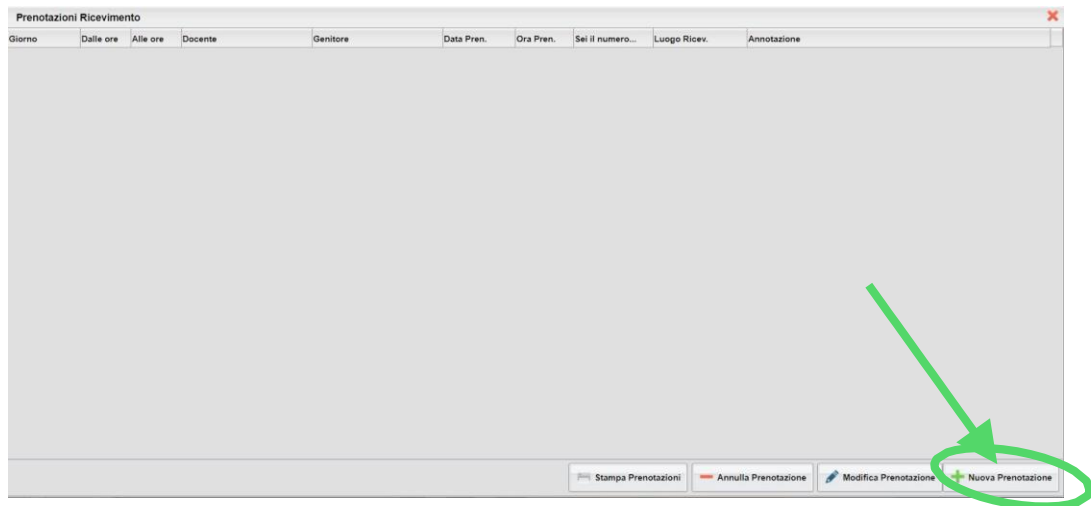 Prenotazioni Ricevimento
Giorno Dalle ore Alle ore Docente Genitore Data Pren. Ora Pren. Sei il numero... Luogo Ricev. Annotazione
Stampa Prenotazioni Annulla Prenotazione Modifica Prenotazione Nuova Prenotazione